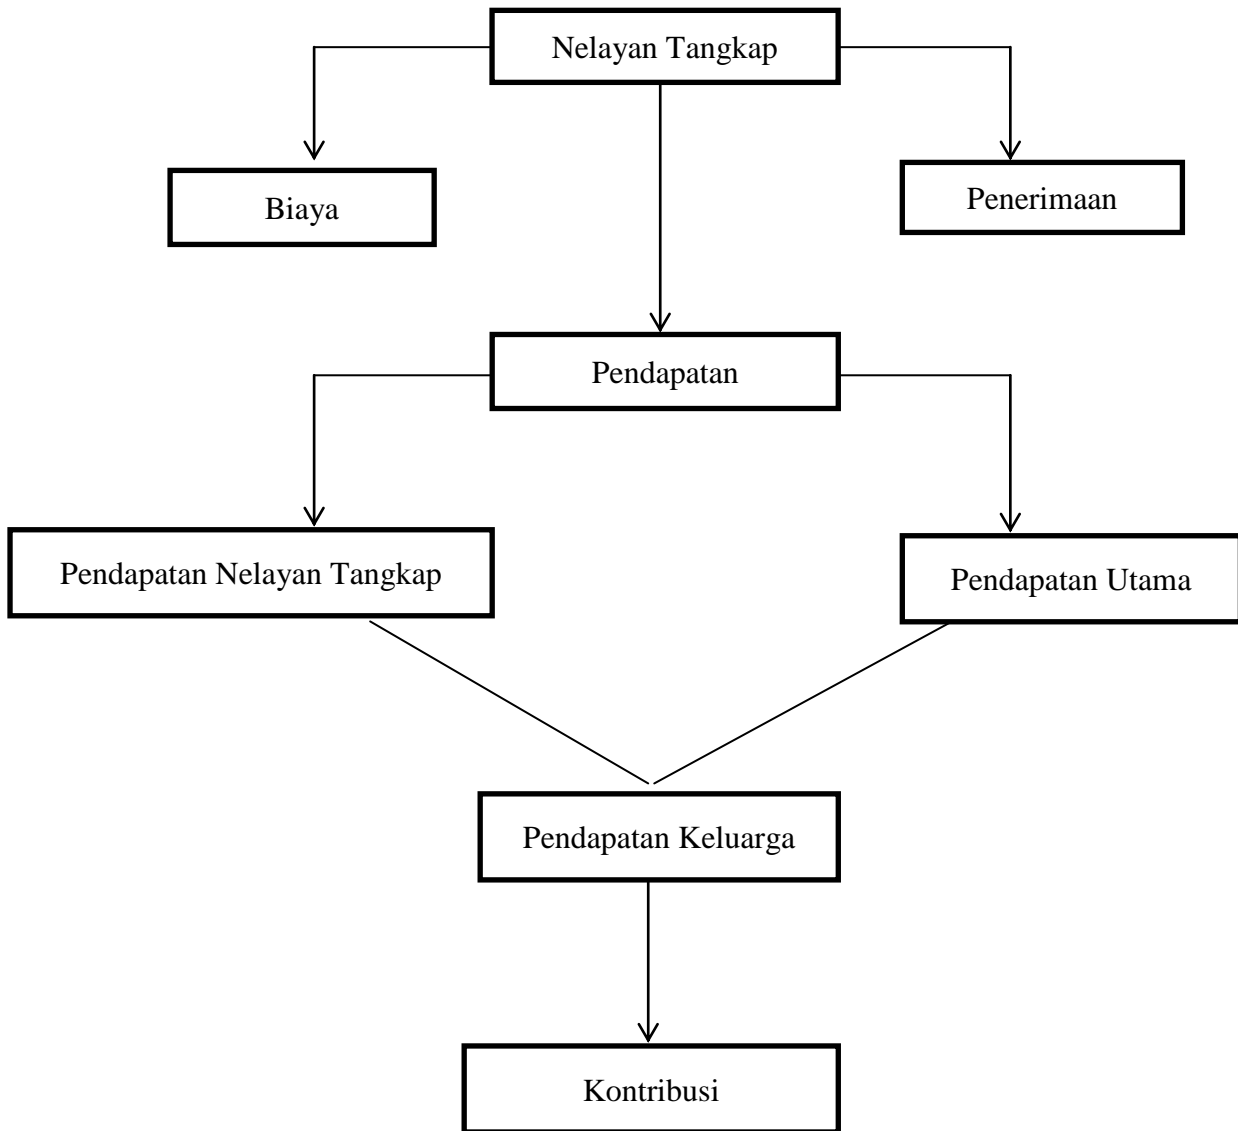 Nelayan Tangkap
Biaya
Penerimaan
Pendapatan
Pendapatan Nelayan Tangkap
Pendapatan Utama
Pendapatan Keluarga
Kontribusi